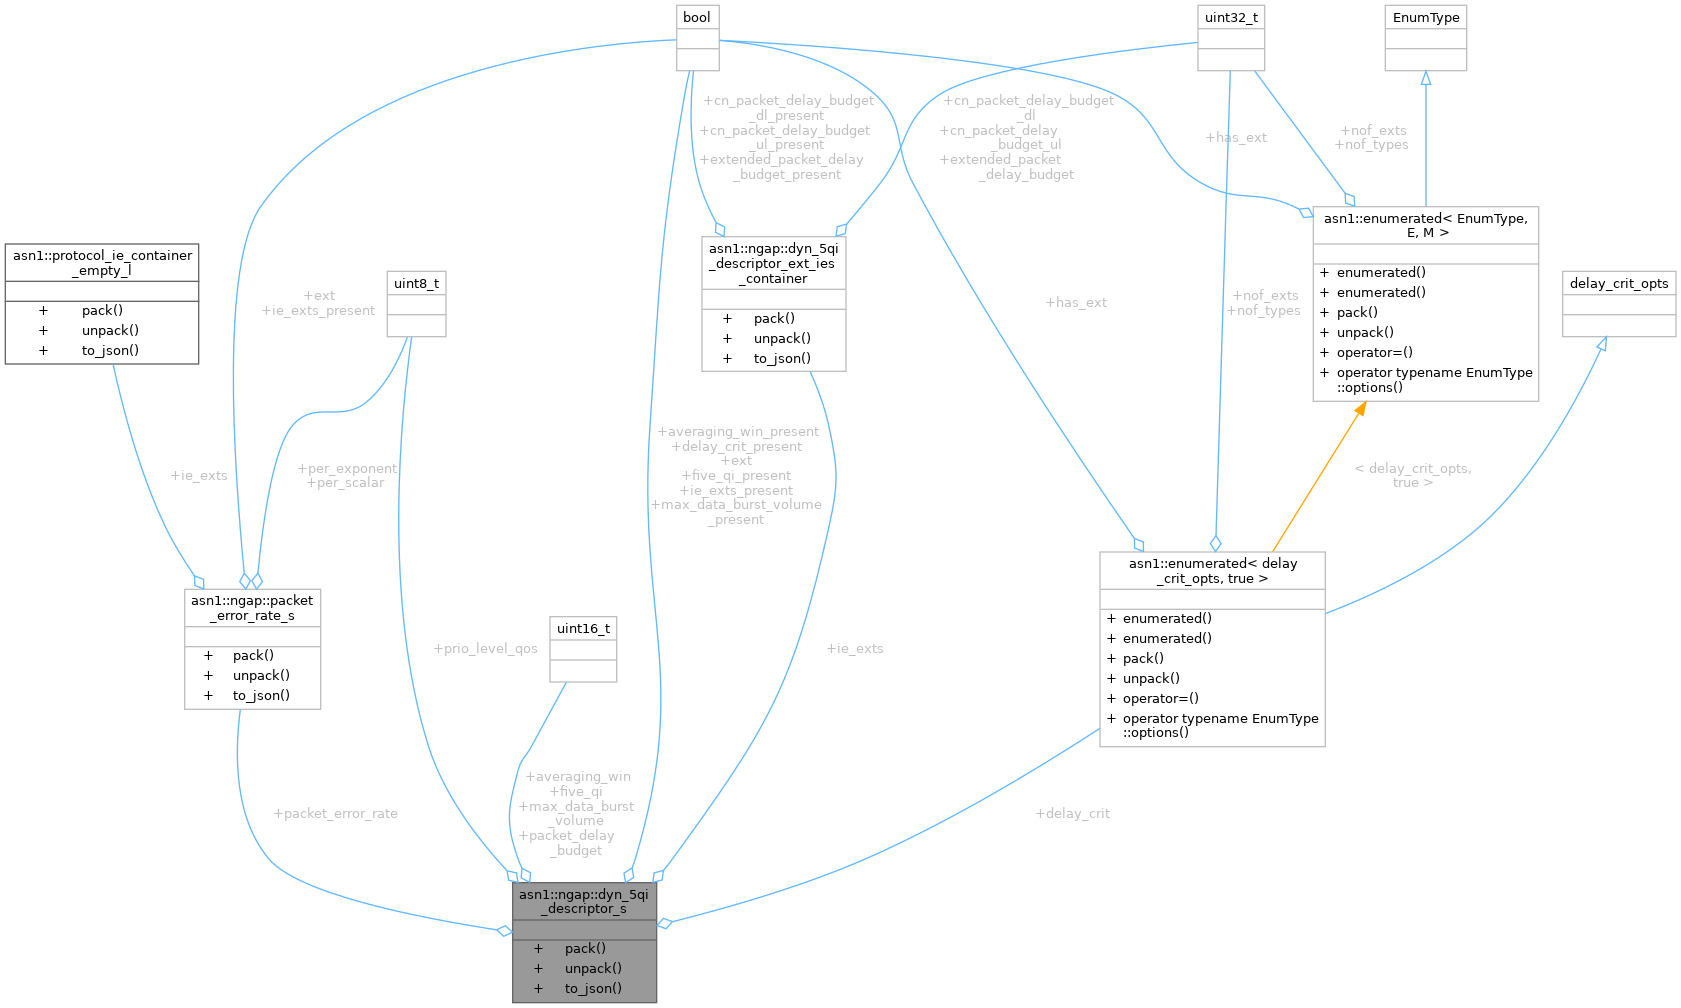 bool
uint32_t
EnumType
+cn_packet_delay_budget
_dl_present
+cn_packet_delay_budget
_ul_present
+extended_packet_delay
_budget_present
+cn_packet_delay_budget
_dl
+cn_packet_delay
_budget_ul
+extended_packet
_delay_budget
+has_ext
+nof_exts
+nof_types
asn1::enumerated< EnumType,
E, M >
+ enumerated()
+ enumerated()
+ pack()
+ unpack()
+ operator=()
+ operator typename EnumType
::options()
asn1::protocol_ie_container
_empty_l
+ pack()
+ unpack()
+ to_json()
uint8_t
asn1::ngap::dyn_5qi
_descriptor_ext_ies
_container
+ pack()
+ unpack()
+ to_json()
delay_crit_opts
+ext
+ie_exts_present
+has_ext
+nof_exts
+nof_types
+ie_exts
+per_exponent
+per_scalar
+averaging_win_present
+delay_crit_present
+ext
+five_qi_present
+ie_exts_present
+max_data_burst_volume
_present
< delay_crit_opts,
true >
asn1::ngap::packet
_error_rate_s
+ pack()
+ unpack()
+ to_json()
uint16_t
+prio_level_qos
+ie_exts
asn1::enumerated< delay
_crit_opts, true >
+ enumerated()
+ enumerated()
+ pack()
+ unpack()
+ operator=()
+ operator typename EnumType
::options()
+packet_error_rate
+averaging_win
+five_qi
+max_data_burst
_volume
+packet_delay
_budget
+delay_crit
asn1::ngap::dyn_5qi
_descriptor_s
+ pack()
+ unpack()
+ to_json()